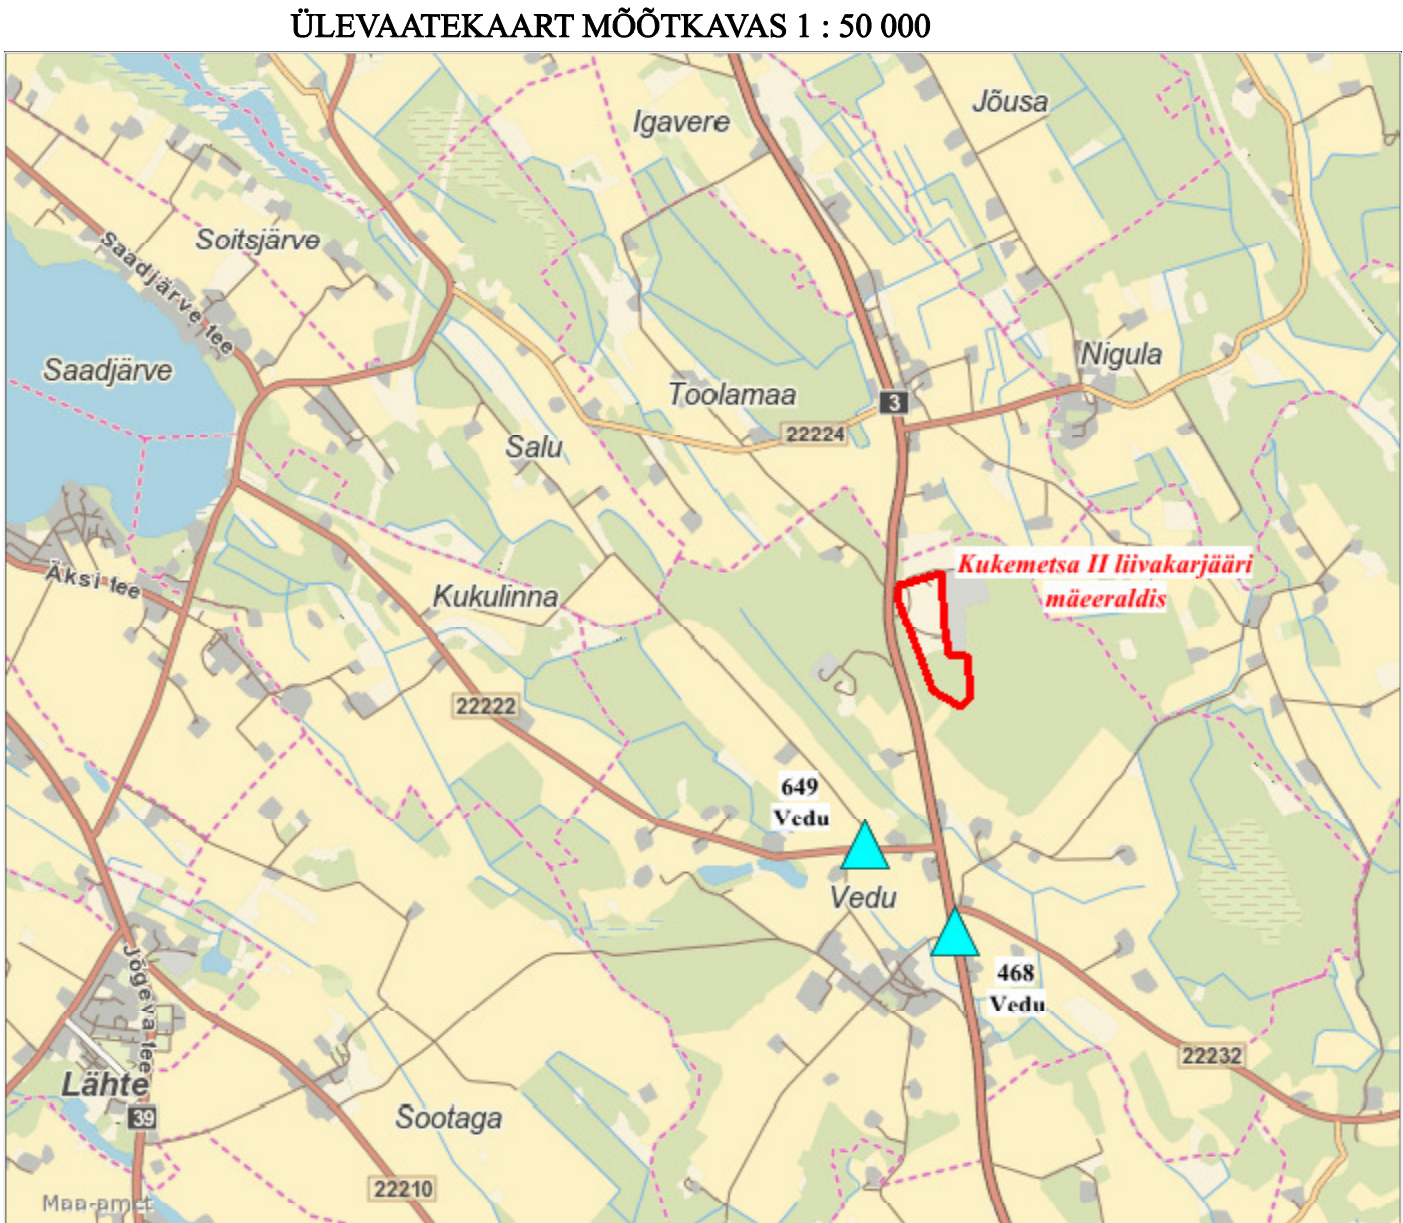 ÜLEVAATEKAART MÕÕTKAVAS 1 : 50 000
Igavere
Jõusa
Soitsjärve
Saadjärve tee
Saadjärve
Nigula
Toolamaa
3
22224
Salu
Kukemetsa II liivakarjääri
mäeeraldis
Äksi tee
Kukulinna
22222
649
Vedu
Vedu
468
Vedu
Jõgeva tee
22232
Lähte
39
Sootaga
22210
Maa-amet